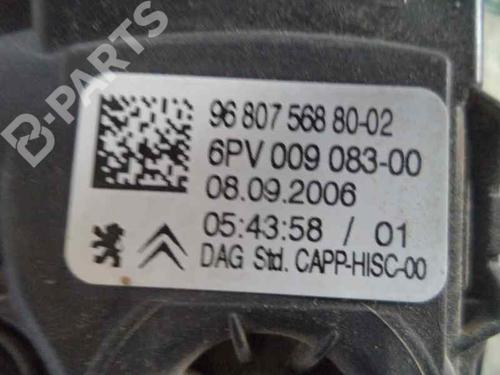 B-PARTS
96 807 568 80-02
6PV 009 083-00
08.09.2006
05:43:58 / 01
DAG Std. CAPP-HISC-00